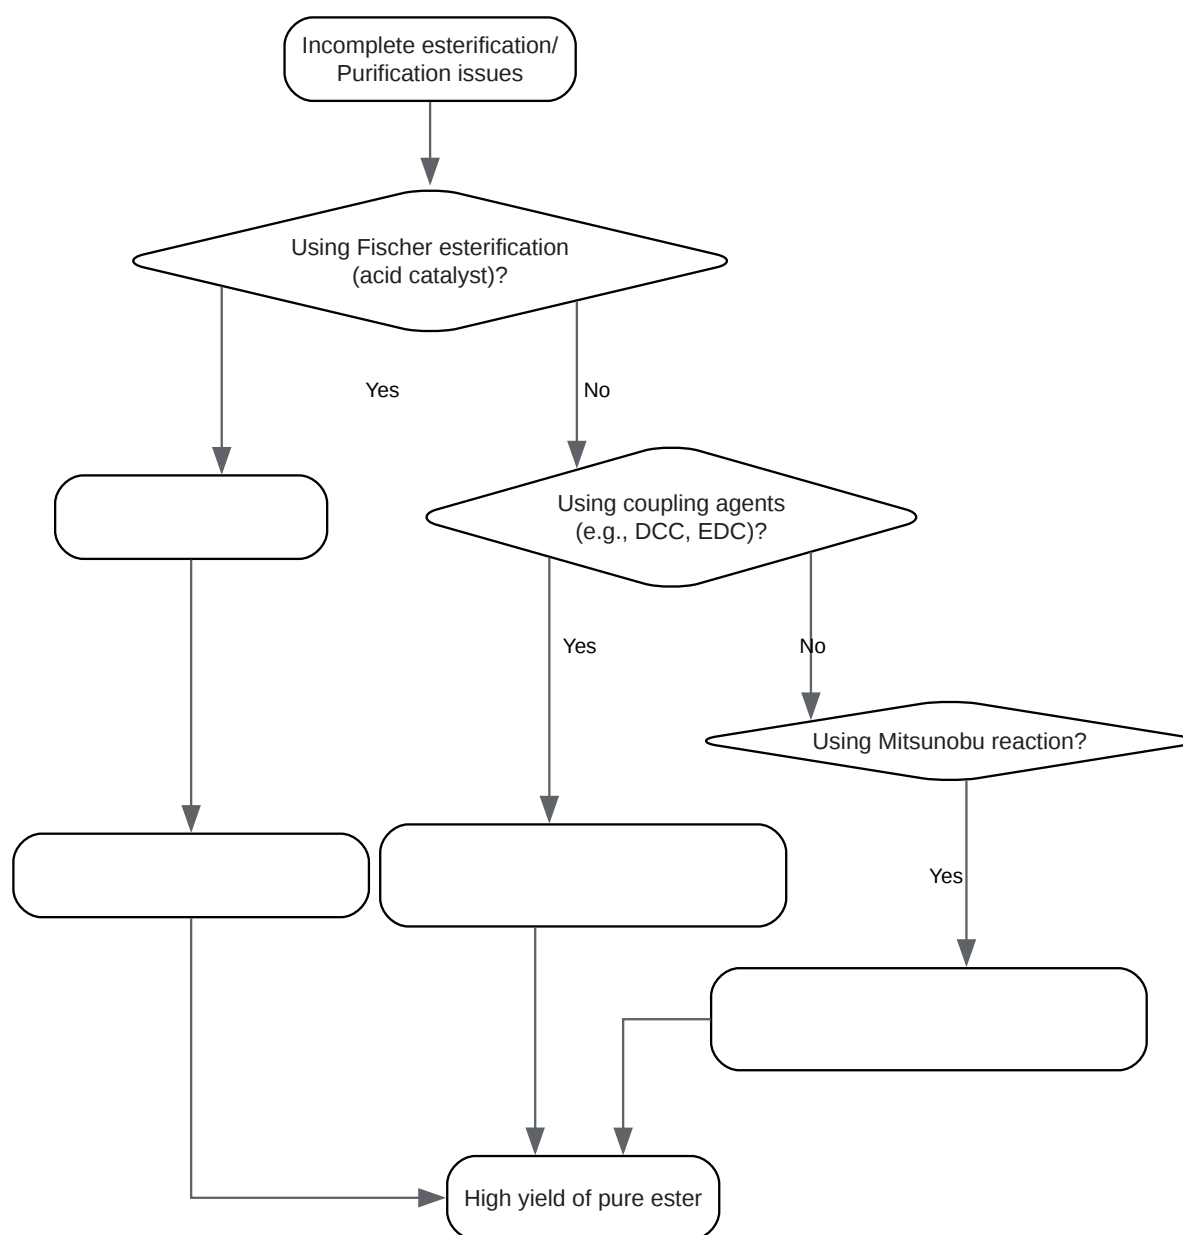 Incomplete esterification/
Purification issues
Using Fischer esterification
(acid catalyst)?
Yes
No
Using coupling agents
(e.g., DCC, EDC)?
Yes
No
Using Mitsunobu reaction?
Yes
High yield of pure ester